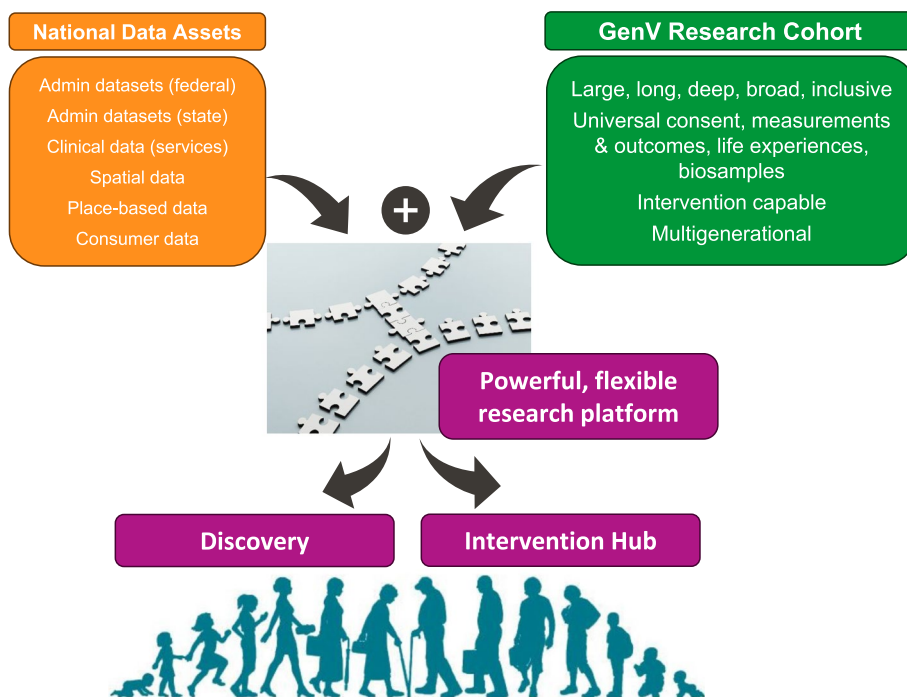 National Data Assets
Admin datasets (federal)
Admin datasets (state)
Clinical data (services)
Spatial data
Place-based data
Consumer data
GenV Research Cohort
Large, long, deep, broad, inclusive
Universal consent, measurements
& outcomes, life experiences,
biosamples
Intervention capable
Multigenerational
+
Powerful, flexible
research platform
Discovery
Intervention Hub